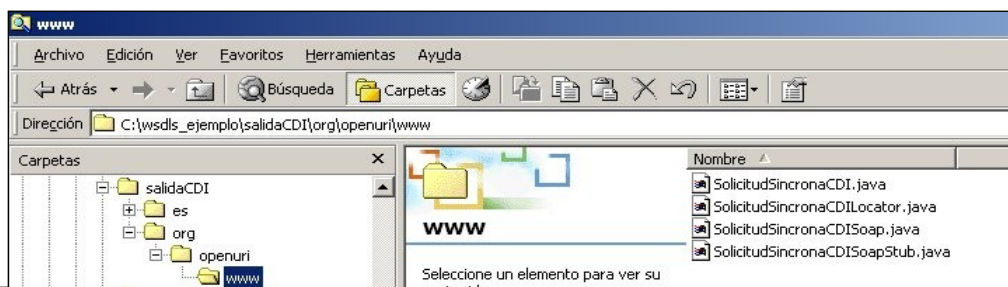 www
Archivo Edición Ver Favoritos Herramientas Ayuda
Atrás Búsqueda Carpetas
Dirección C:\wsdls_ejemplo\salidaCDI\org\openuri\www
Carpetas
salidaCDI
es
org
openuri
www
www
Seleccione un elemento para ver su
Nombre
SolicitudSincronaCDI.java
SolicitudSincronaCDILocator.java
SolicitudSincronaCDISoap.java
SolicitudSincronaCDISoapStub.java